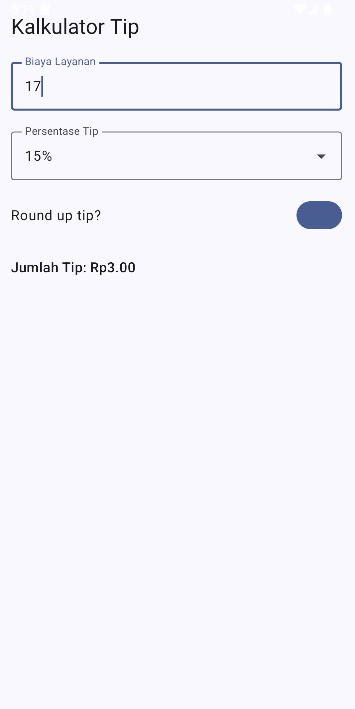 Kalkulator Tip
Biaya Layanan
17
Persentase Tip
15%
Round up tip?
Jumlah Tip: Rp3.00